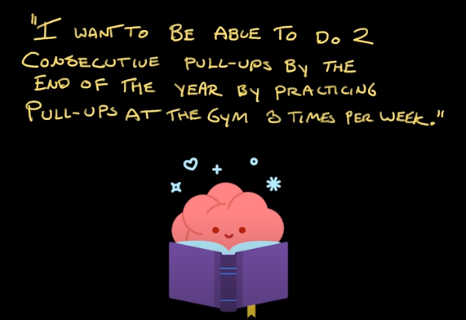 "I WANT TO BE ABLE TO DO 2
CONSECUTIVE PULL-UPS BY THE
END OF THE YEAR BY PRACTICING
PULL-UPS AT THE GYM 3 TIMES PER WEEK."